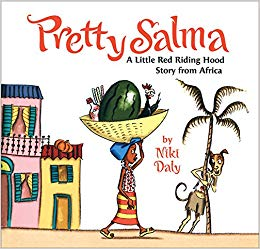 Pretty Salma
A Little Red Riding Hood
Story from Africa
by
Niki
Daly